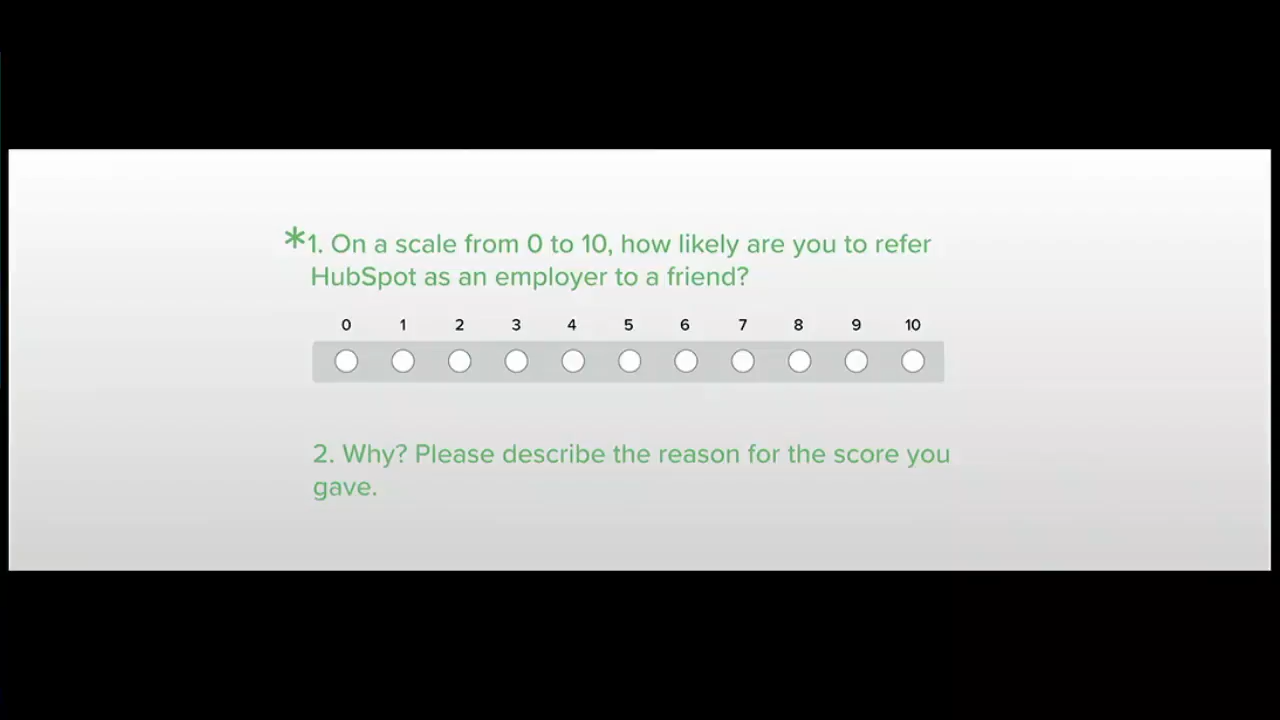 *1. On a scale from 0 to 10, how likely are you to refer
HubSpot as an employer to a friend?
0 1 2 3 4 5 6 7 8 9 10
2. Why? Please describe the reason for the score you
gave.